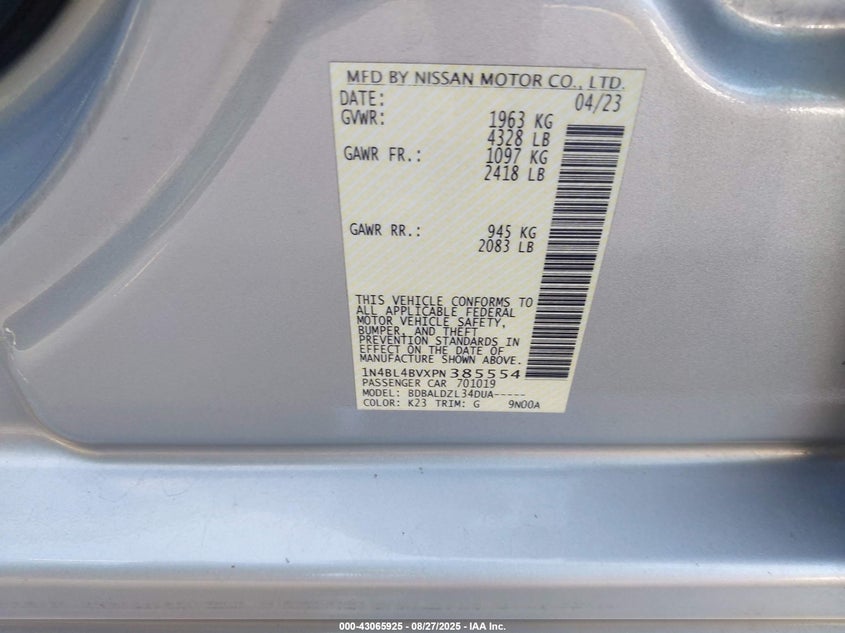 MFD BY NISSAN MOTOR CO., LTD.
DATE: 04/23
GVWR: 1963 KG
4328 LB
GAWR FR.: 1097 KG
2418 LB
GAWR RR.: 945 KG
2083 LB
THIS VEHICLE CONFORMS TO
ALL APPLICABLE FEDERAL
MOTOR VEHICLE SAFETY,
BUMPER, AND THEFT
PREVENTION STANDARDS IN
EFFECT ON THE DATE OF
MANUFACTURE SHOWN ABOVE.
1N4BL4BVXPN385554
PASSENGER CAR 701019
MODEL: BDBALDZL34DUA-----
COLOR: K23 TRIM: G 9N00A
000-43065925 - 08/27/2025 - IAA Inc.